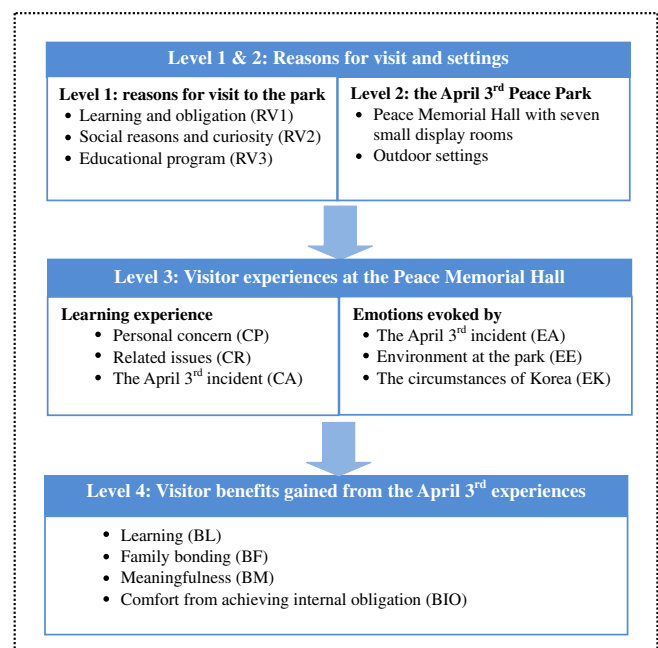 Level 1 & 2: Reasons for visit and settings
Level 1: reasons for visit to the park
• Learning and obligation (RV1)
• Social reasons and curiosity (RV2)
• Educational program (RV3)
Level 2: the April 3rd Peace Park
• Peace Memorial Hall with seven
small display rooms
• Outdoor settings
Level 3: Visitor experiences at the Peace Memorial Hall
Learning experience
• Personal concern (CP)
• Related issues (CR)
• The April 3rd incident (CA)
Emotions evoked by
• The April 3rd incident (EA)
• Environment at the park (EE)
• The circumstances of Korea (EK)
Level 4: Visitor benefits gained from the April 3rd experiences
• Learning (BL)
• Family bonding (BF)
• Meaningfulness (BM)
• Comfort from achieving internal obligation (BIO)